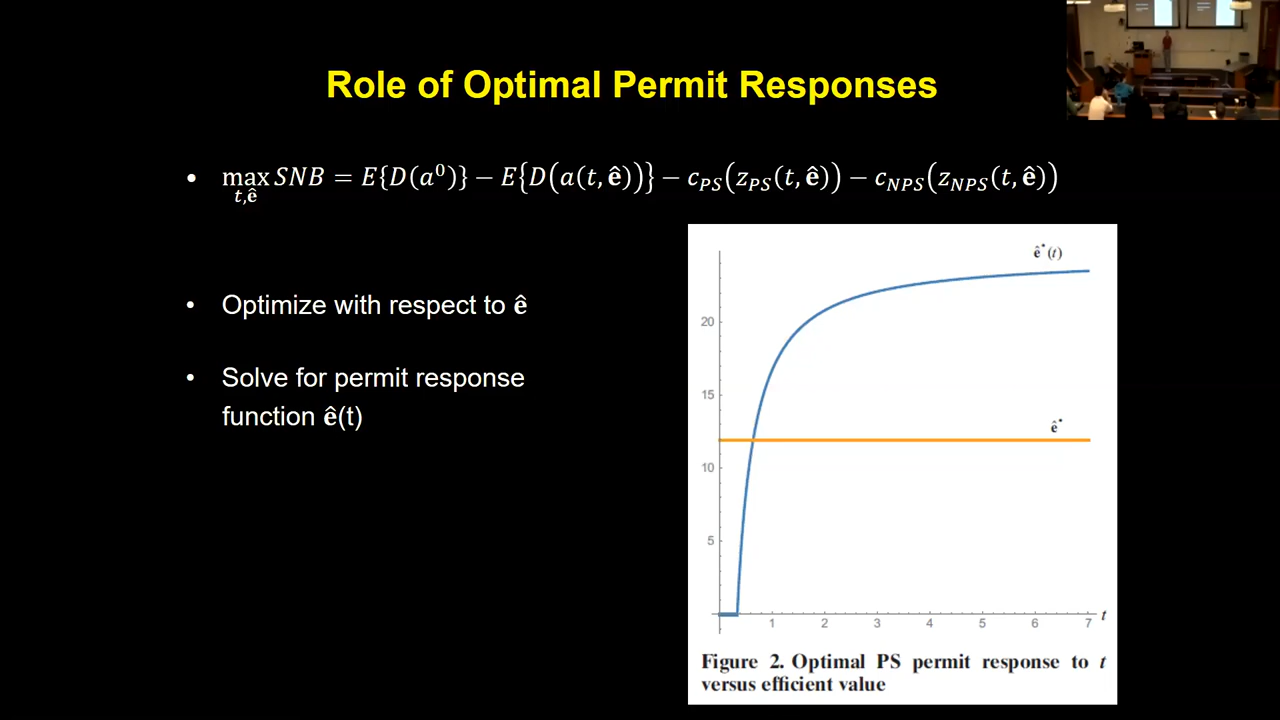 Role of Optimal Permit Responses
• max SNB = E{D(a⁰)} − E{D(a(t, ê))} − c_PS(z_PS(t, ê)) − c_NPS(z_NPS(t, ê))
t,ê
• Optimize with respect to ê
• Solve for permit response
function ê(t)
ê*(t)
20
15
ê*
10
5
1 2 3 4 5 6 7 t
Figure 2. Optimal PS permit response to t
versus efficient value